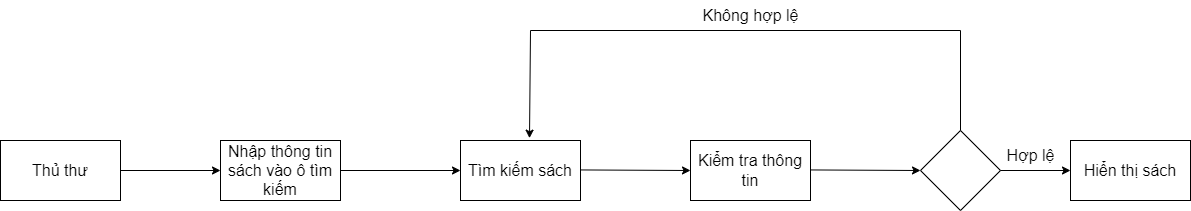 Không hợp lệ
Thủ thư
Nhập thông tin
sách vào ô tìm
kiếm
Tìm kiếm sách
Kiểm tra thông
tin
Hợp lệ
Hiển thị sách